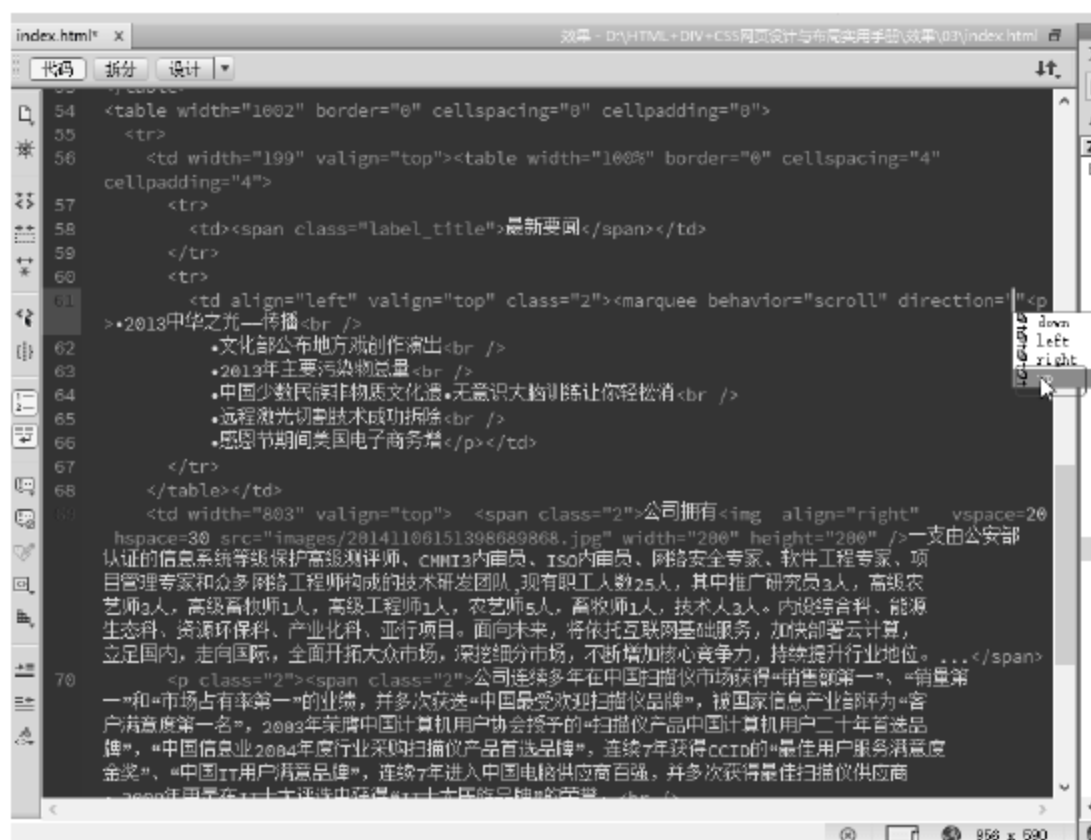 index.html* x 效果 - D:\HTML+DIV+CSS网页设计与布局实用手册\效果\03\index.html
代码 拆分 设计
54 <table width="1002" border="0" cellspacing="0" cellpadding="0">
55 <tr>
56 <td width="199" valign="top"><table width="100%" border="0" cellspacing="4"
cellpadding="4">
57 <tr>
58 <td><span class="label_title">最新要闻</span></td>
59 </tr>
60 <tr>
61 <td align="left" valign="top" class="2"><marquee behavior="scroll" direction=""<p
>•2013中华之光——传播<br />
62 •文化部公布地方戏创作演出<br />
63 •2013年主要污染物总量<br />
64 •中国少数民族非物质文化遗•无意识大脑训练让你轻松消<br />
65 •远程激光切割技术成功拆除<br />
66 •感恩节期间美国电子商务增</p></td>
67 </tr>
68 </table></td>
69 <td width="803" valign="top"> <span class="2">公司拥有<img align="right" vspace=20
hspace=30 src="images/20141106151398689868.jpg" width="200" height="200" />一支由公安部
认证的信息系统等级保护高级测评师、CMMI3内审员、ISO内审员、网络安全专家、软件工程专家、项
目管理专家和众多网络工程师构成的技术研发团队,现有职工人数25人，其中推广研究员3人，高级农
艺师3人，高级畜牧师1人，高级工程师1人，农艺师5人，畜牧师1人，技术人3人。内设综合科、能源
生态科、资源环保科、产业化科、亚行项目。面向未来，将依托互联网基础服务，加快部署云计算，
立足国内，走向国际，全面开拓大众市场，深挖细分市场，不断增加核心竞争力，持续提升行业地位。...</span>
70 <p class="2"><span class="2">公司连续多年在中国扫描仪市场获得“销售额第一”、“销量第
一”和“市场占有率第一”的业绩，并多次获选“中国最受欢迎扫描仪品牌”，被国家信息产业部评为“客
户满意度第一名”，2003年荣膺中国计算机用户协会授予的“扫描仪产品中国计算机用户二十年首选品
牌”，“中国信息业2004年度行业采购扫描仪产品首选品牌”，连续7年获得CCID的“最佳用户服务满意度
金奖”、“中国IT用户满意品牌”，连续7年进入中国电脑供应商百强，并多次获得最佳扫描仪供应商
down
left
right
956 x 590